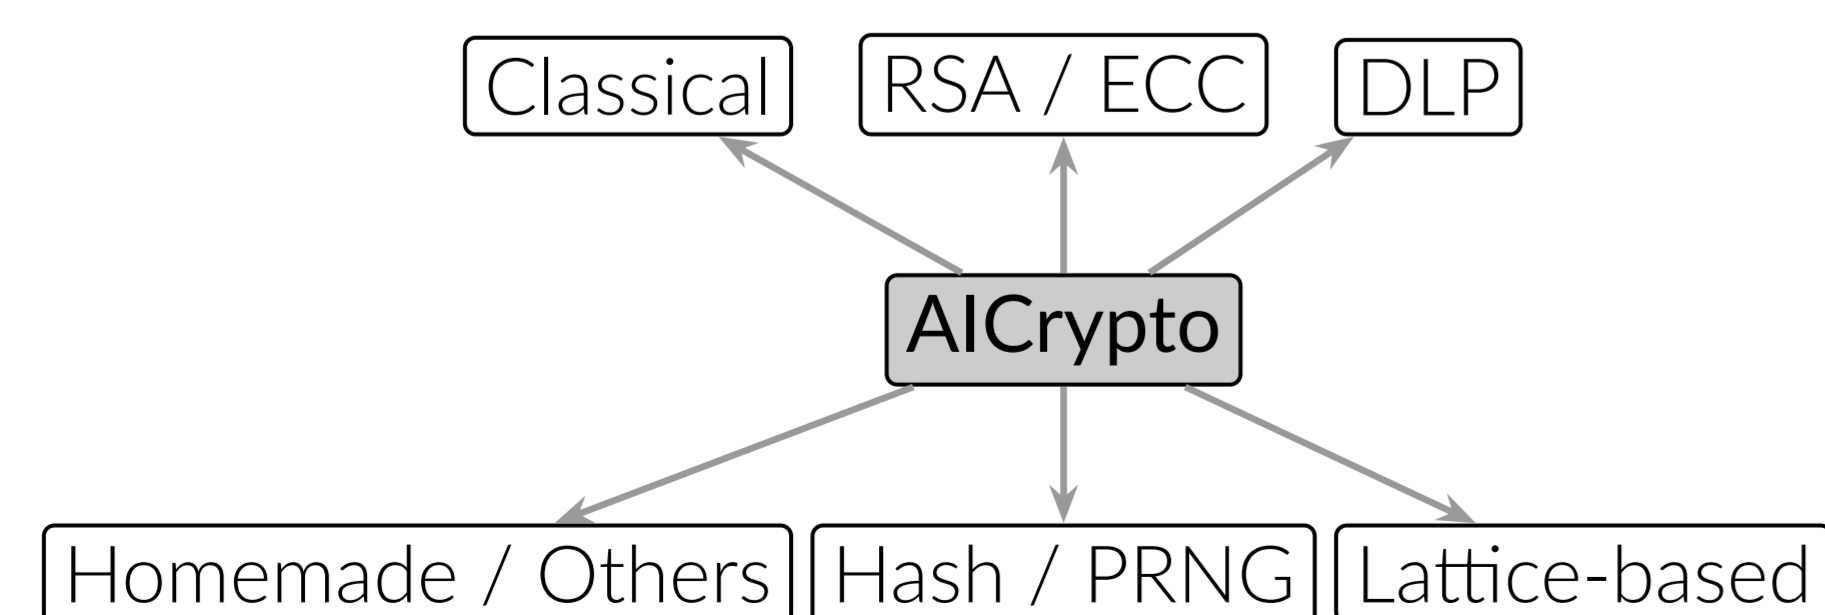 Classical
RSA / ECC
DLP
AICrypto
Homemade / Others
Hash / PRNG
Lattice-based